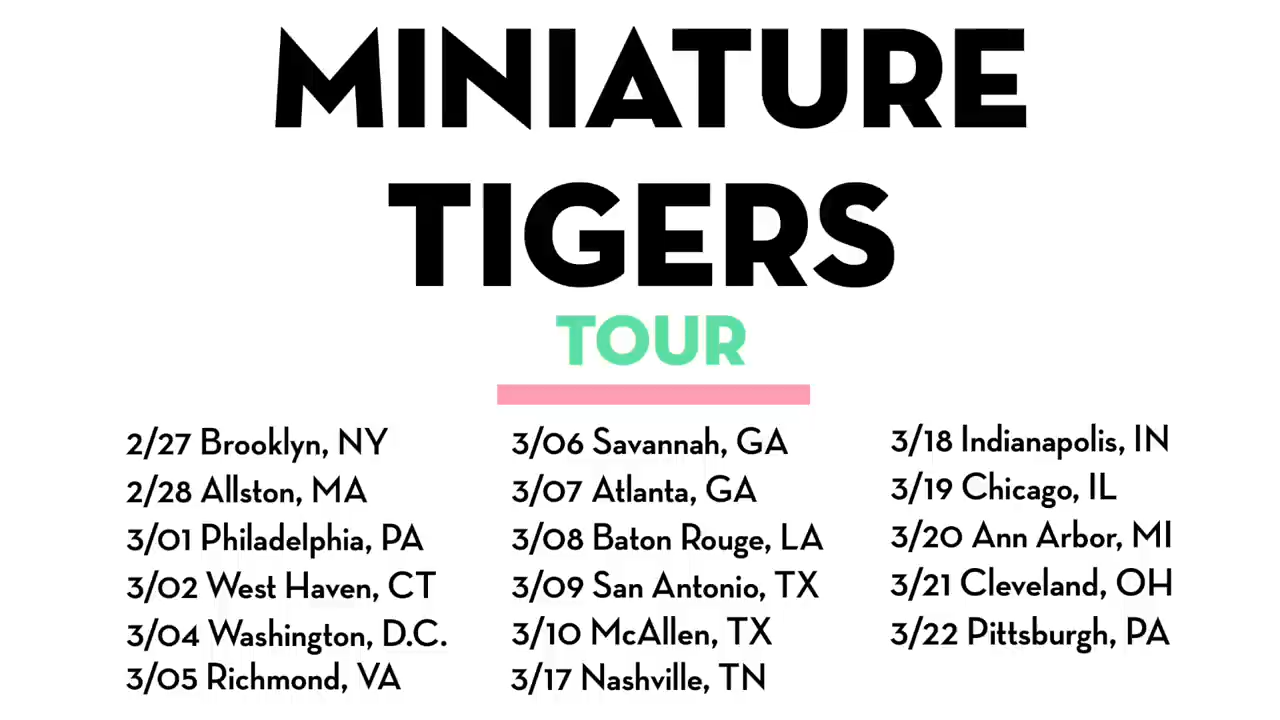 MINIATURE
TIGERS
TOUR
2/27 Brooklyn, NY
2/28 Allston, MA
3/01 Philadelphia, PA
3/02 West Haven, CT
3/04 Washington, D.C.
3/05 Richmond, VA
3/06 Savannah, GA
3/07 Atlanta, GA
3/08 Baton Rouge, LA
3/09 San Antonio, TX
3/10 McAllen, TX
3/17 Nashville, TN
3/18 Indianapolis, IN
3/19 Chicago, IL
3/20 Ann Arbor, MI
3/21 Cleveland, OH
3/22 Pittsburgh, PA